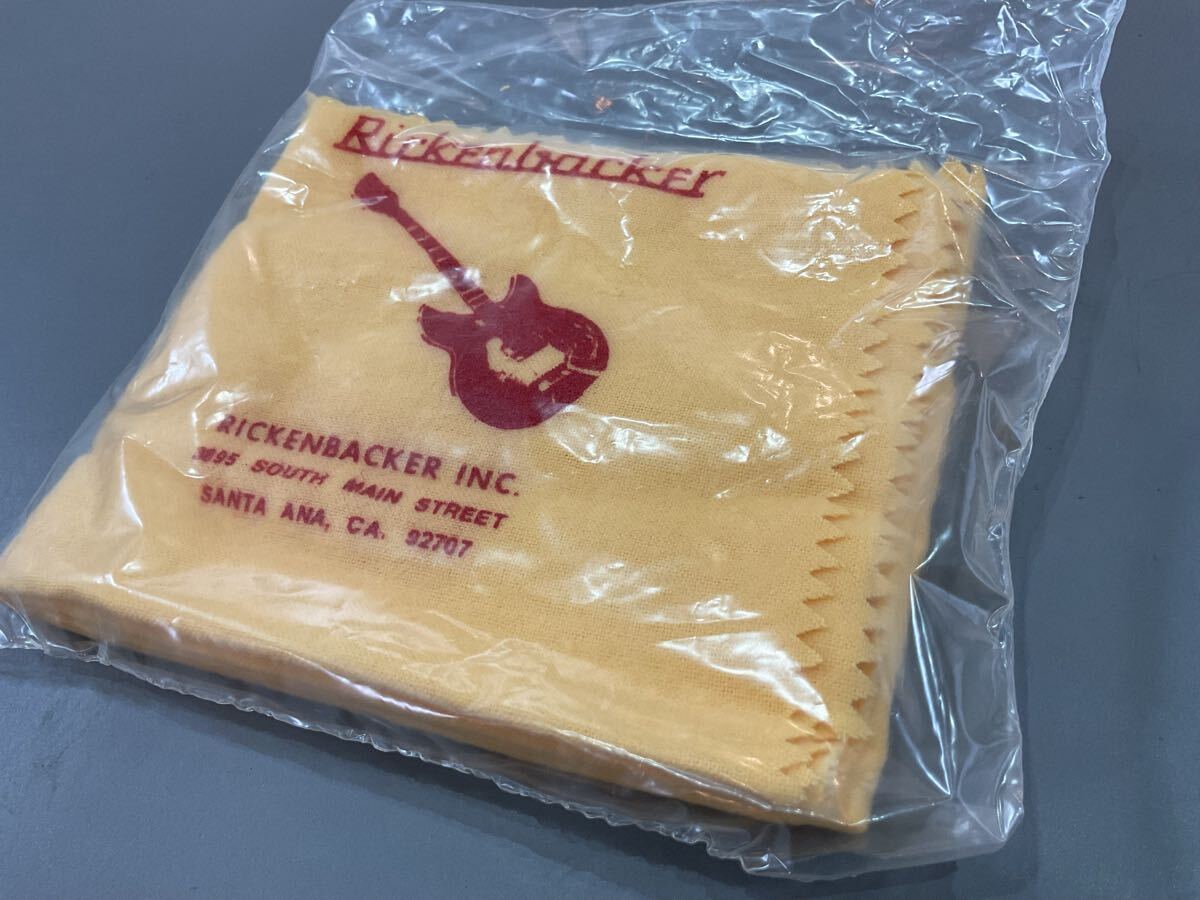 Rickenbacker
RICKENBACKER INC.
3895 SOUTH MAIN STREET
SANTA ANA, CA. 92707